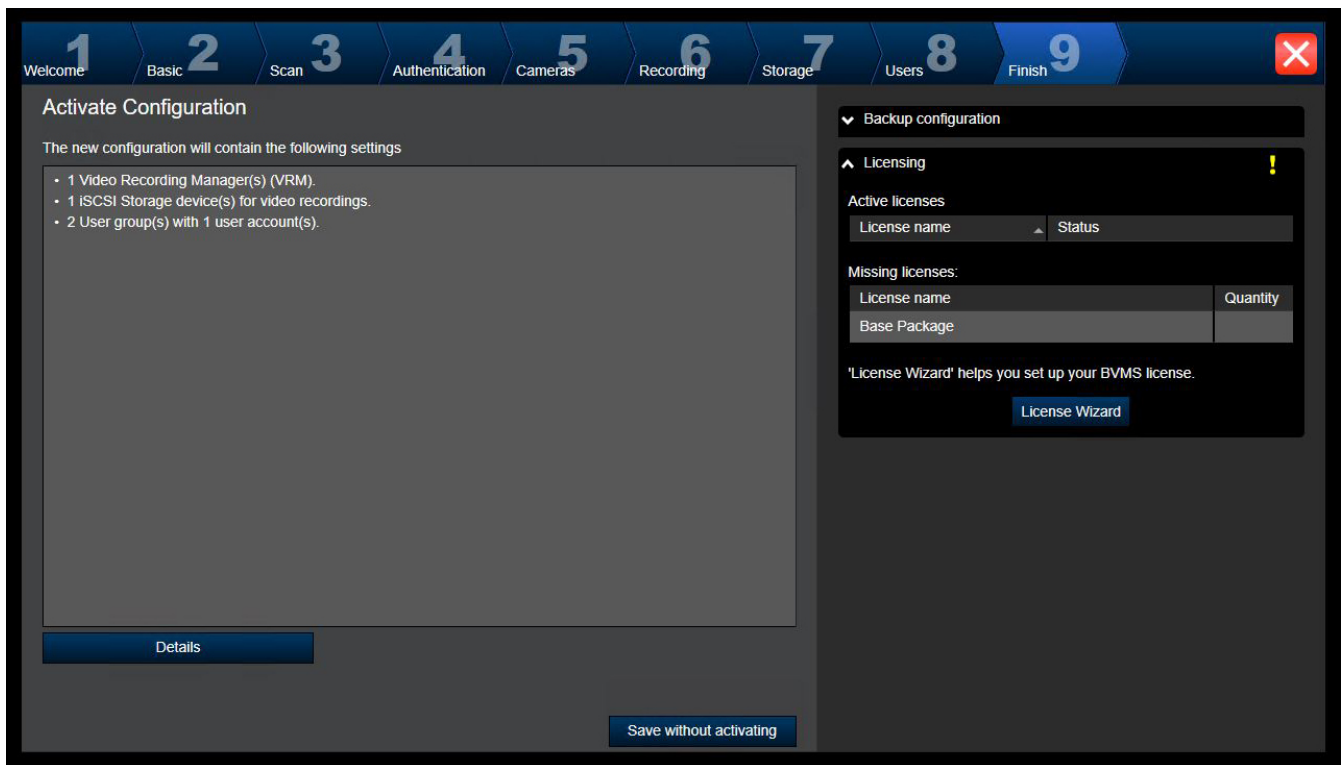 1 Welcome
2 Basic
3 Scan
4 Authentication
5 Cameras
6 Recording
7 Storage
8 Users
9 Finish
Activate Configuration
The new configuration will contain the following settings
• 1 Video Recording Manager(s) (VRM).
• 1 iSCSI Storage device(s) for video recordings.
• 2 User group(s) with 1 user account(s).
Details
Save without activating
Backup configuration
Licensing !
Active licenses
License name Status
Missing licenses:
License name Quantity
Base Package
'License Wizard' helps you set up your BVMS license.
License Wizard